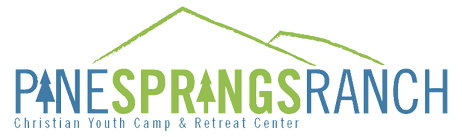 PINESPRINGSRANCH
Christian Youth Camp & Retreat Center